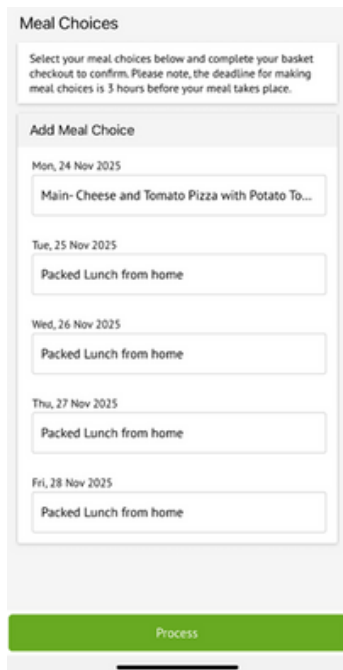 Meal Choices
Select your meal choices below and complete your basket
checkout to confirm. Please note, the deadline for making
meal choices is 3 hours before your meal takes place.
Add Meal Choice
Mon, 24 Nov 2025
Main- Cheese and Tomato Pizza with Potato To...
Tue, 25 Nov 2025
Packed Lunch from home
Wed, 26 Nov 2025
Packed Lunch from home
Thu, 27 Nov 2025
Packed Lunch from home
Fri, 28 Nov 2025
Packed Lunch from home
Process